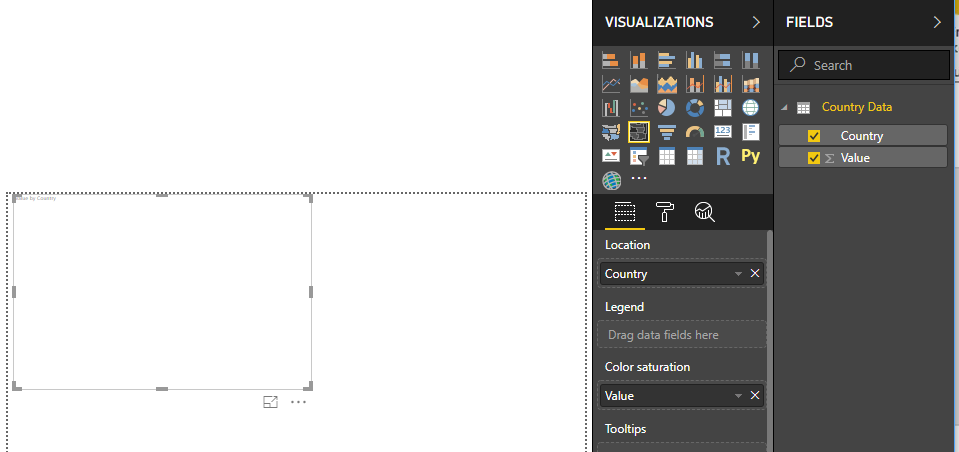 VISUALIZATIONS
FIELDS
Search
Country Data
Country
Value
123
R
Py
Value by Country
Location
Country
Legend
Drag data fields here
Color saturation
Value
Tooltips